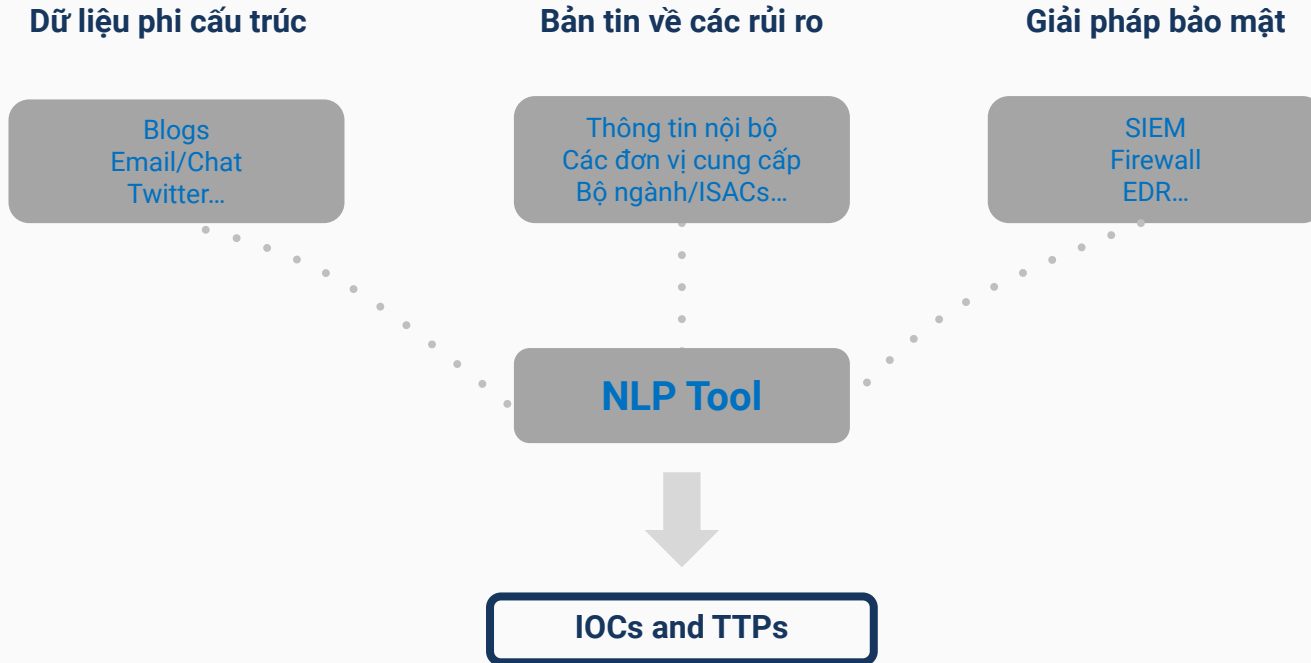 Dữ liệu phi cấu trúc
Bản tin về các rủi ro
Giải pháp bảo mật
Blogs
Email/Chat
Twitter…
Thông tin nội bộ
Các đơn vị cung cấp
Bộ ngành/ISACs…
SIEM
Firewall
EDR…
NLP Tool
IOCs and TTPs